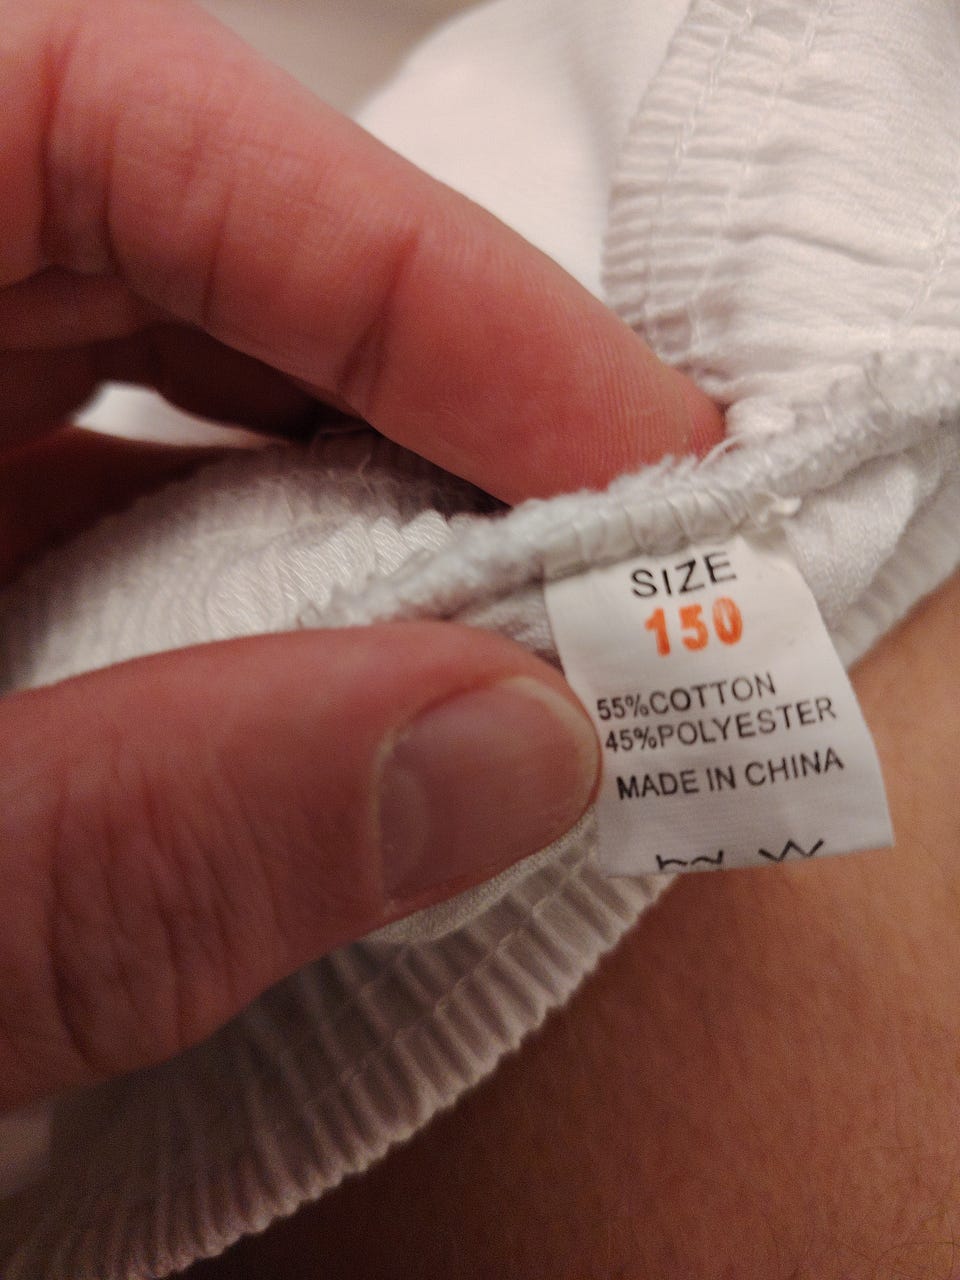 SIZE
150
55%COTTON
45%POLYESTER
MADE IN CHINA